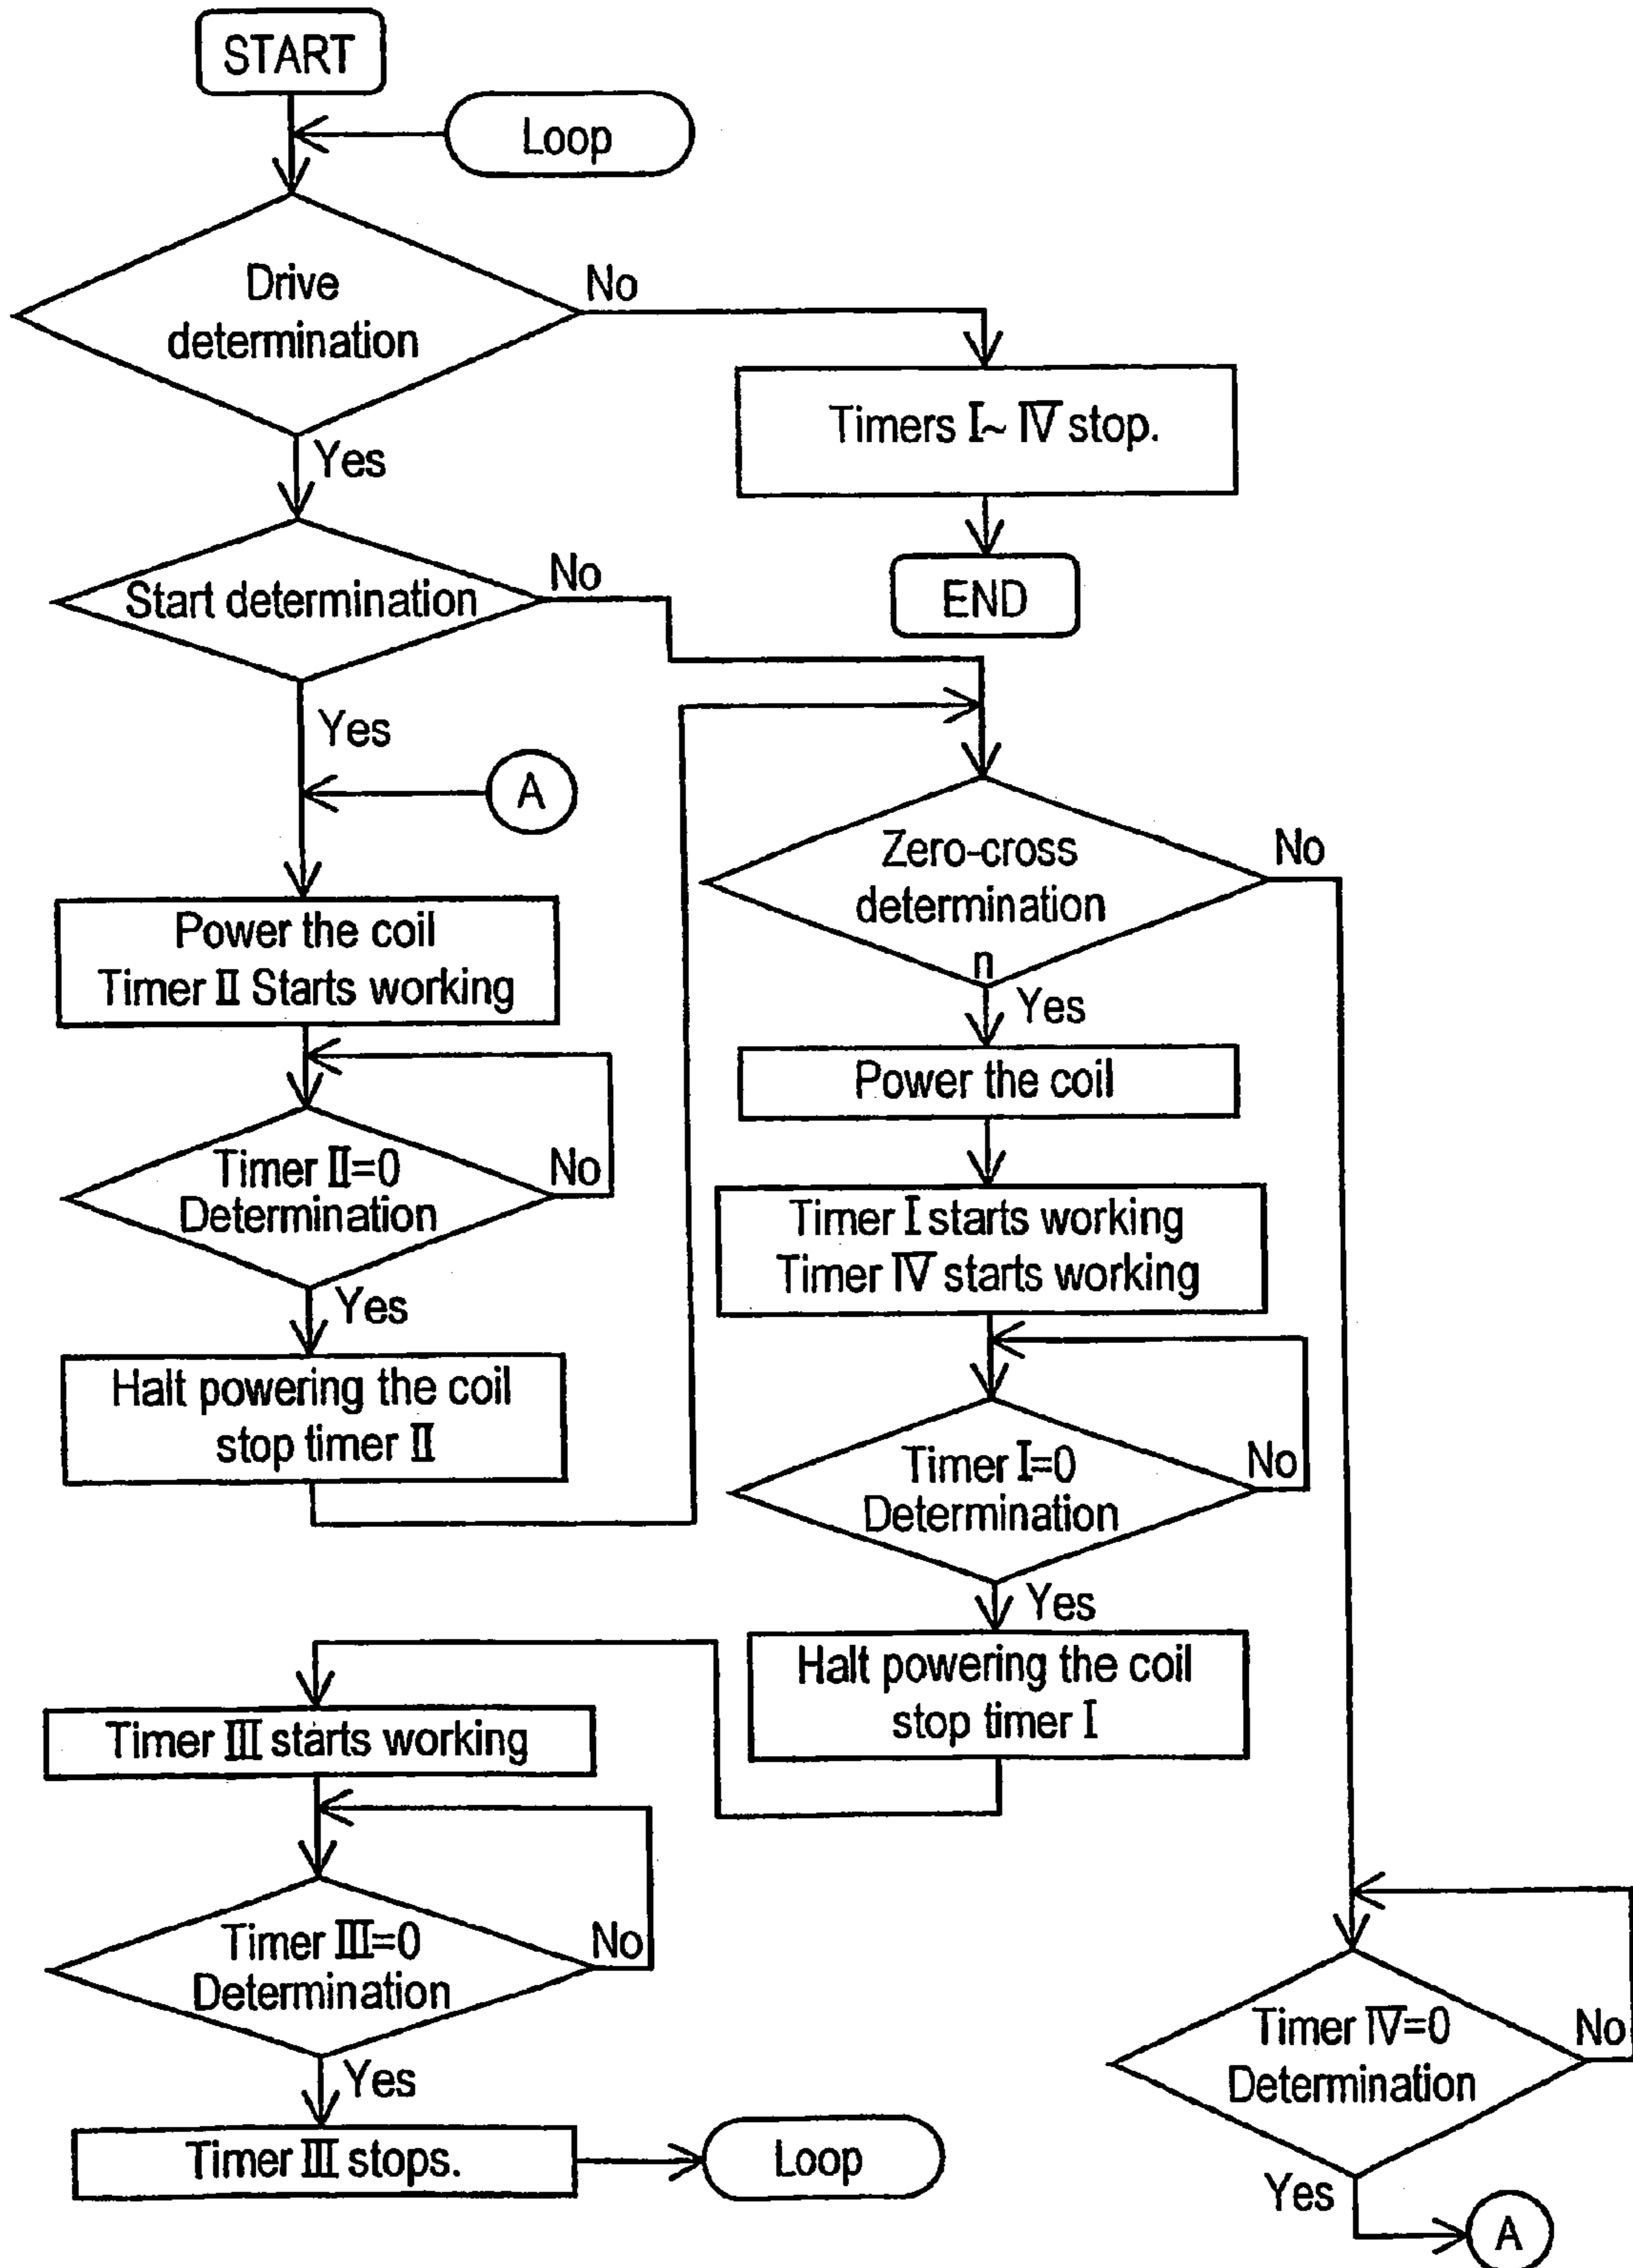 START
Loop
Drive
determination
No
Yes
Timers I~ IV stop.
END
Start determination
No
Yes
A
Power the coil
Timer II Starts working
Timer II=0
Determination
No
Yes
Halt powering the coil
stop timer II
Zero-cross
determination
n
No
Yes
Power the coil
Timer I starts working
Timer IV starts working
Timer I=0
Determination
No
Yes
Halt powering the coil
stop timer I
Timer III starts working
Timer III=0
Determination
No
Yes
Timer III stops.
Loop
Timer IV=0
Determination
No
Yes
A